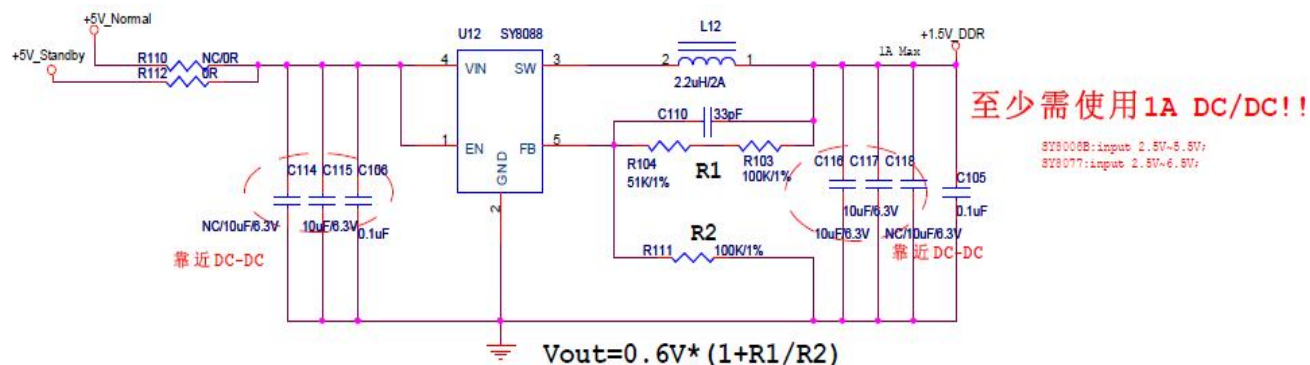 +5V_Normal
+5V_Standby
R110
NC/0R
R112
0R
U12
SY8088
4
VIN
SW
3
1
EN
FB
5
GND
2
L12
2
1
2.2uH/2A
1A Max
+1.5V_DDR
C110
33pF
R104
51K/1%
R1
R103
100K/1%
R2
R111
100K/1%
C114
C115
C106
NC/10uF/6.3V
10uF/6.3V
0.1uF
靠近DC-DC
C116
C117
C118
C105
10uF/6.3V
10uF/6.3V
NC/10uF/6.3V
0.1uF
靠近DC-DC
至少需使用1A DC/DC!!
SY8008B:input 2.5V~5.5V;
SY8077:input 2.5V~6.5V;
Vout=0.6V*(1+R1/R2)